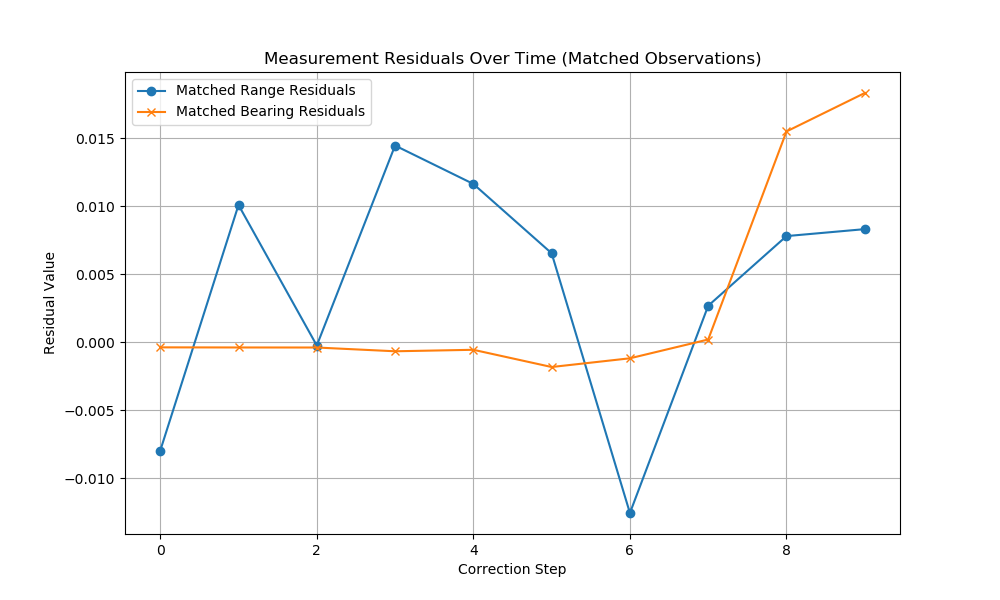 Measurement Residuals Over Time (Matched Observations)
Matched Range Residuals
Matched Bearing Residuals
Residual Value
0.015
0.010
0.005
0.000
−0.005
−0.010
0 2 4 6 8
Correction Step